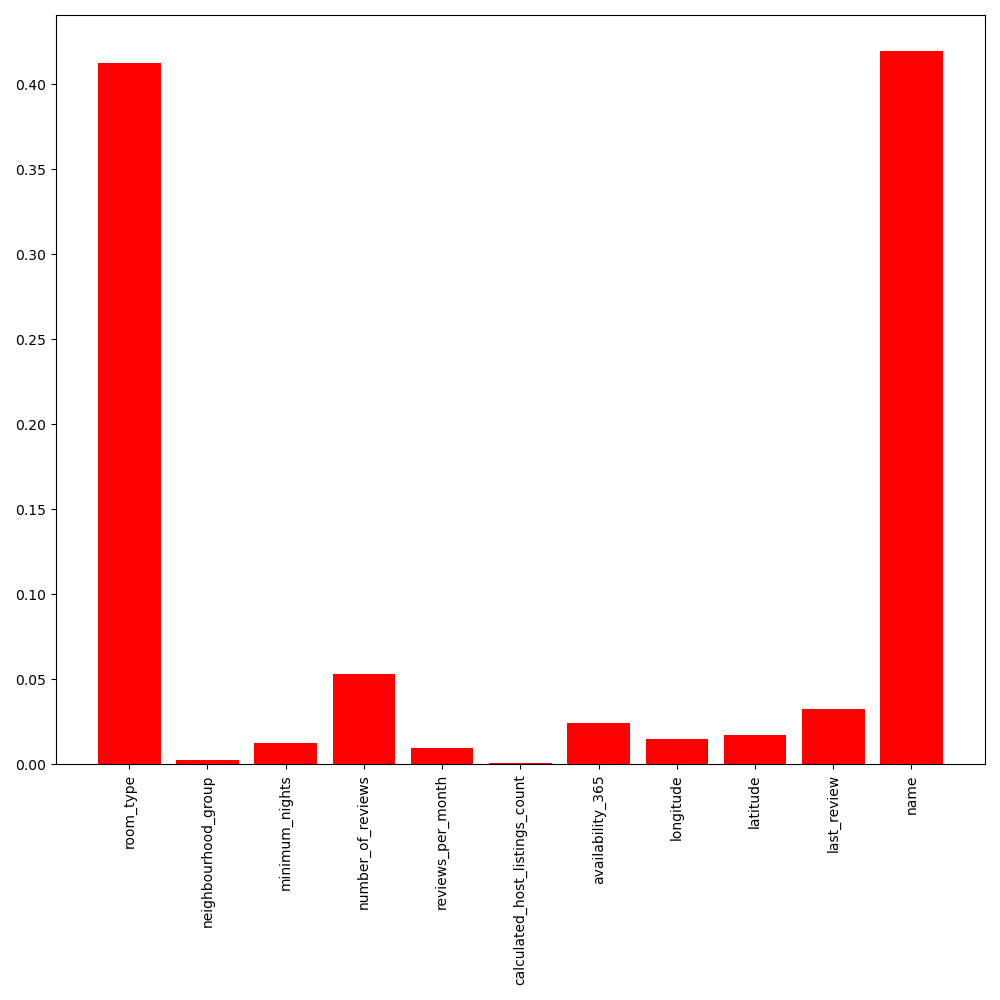 0.40
0.35
0.30
0.25
0.20
0.15
0.10
0.05
0.00
room_type
neighbourhood_group
minimum_nights
number_of_reviews
reviews_per_month
calculated_host_listings_count
availability_365
longitude
latitude
last_review
name